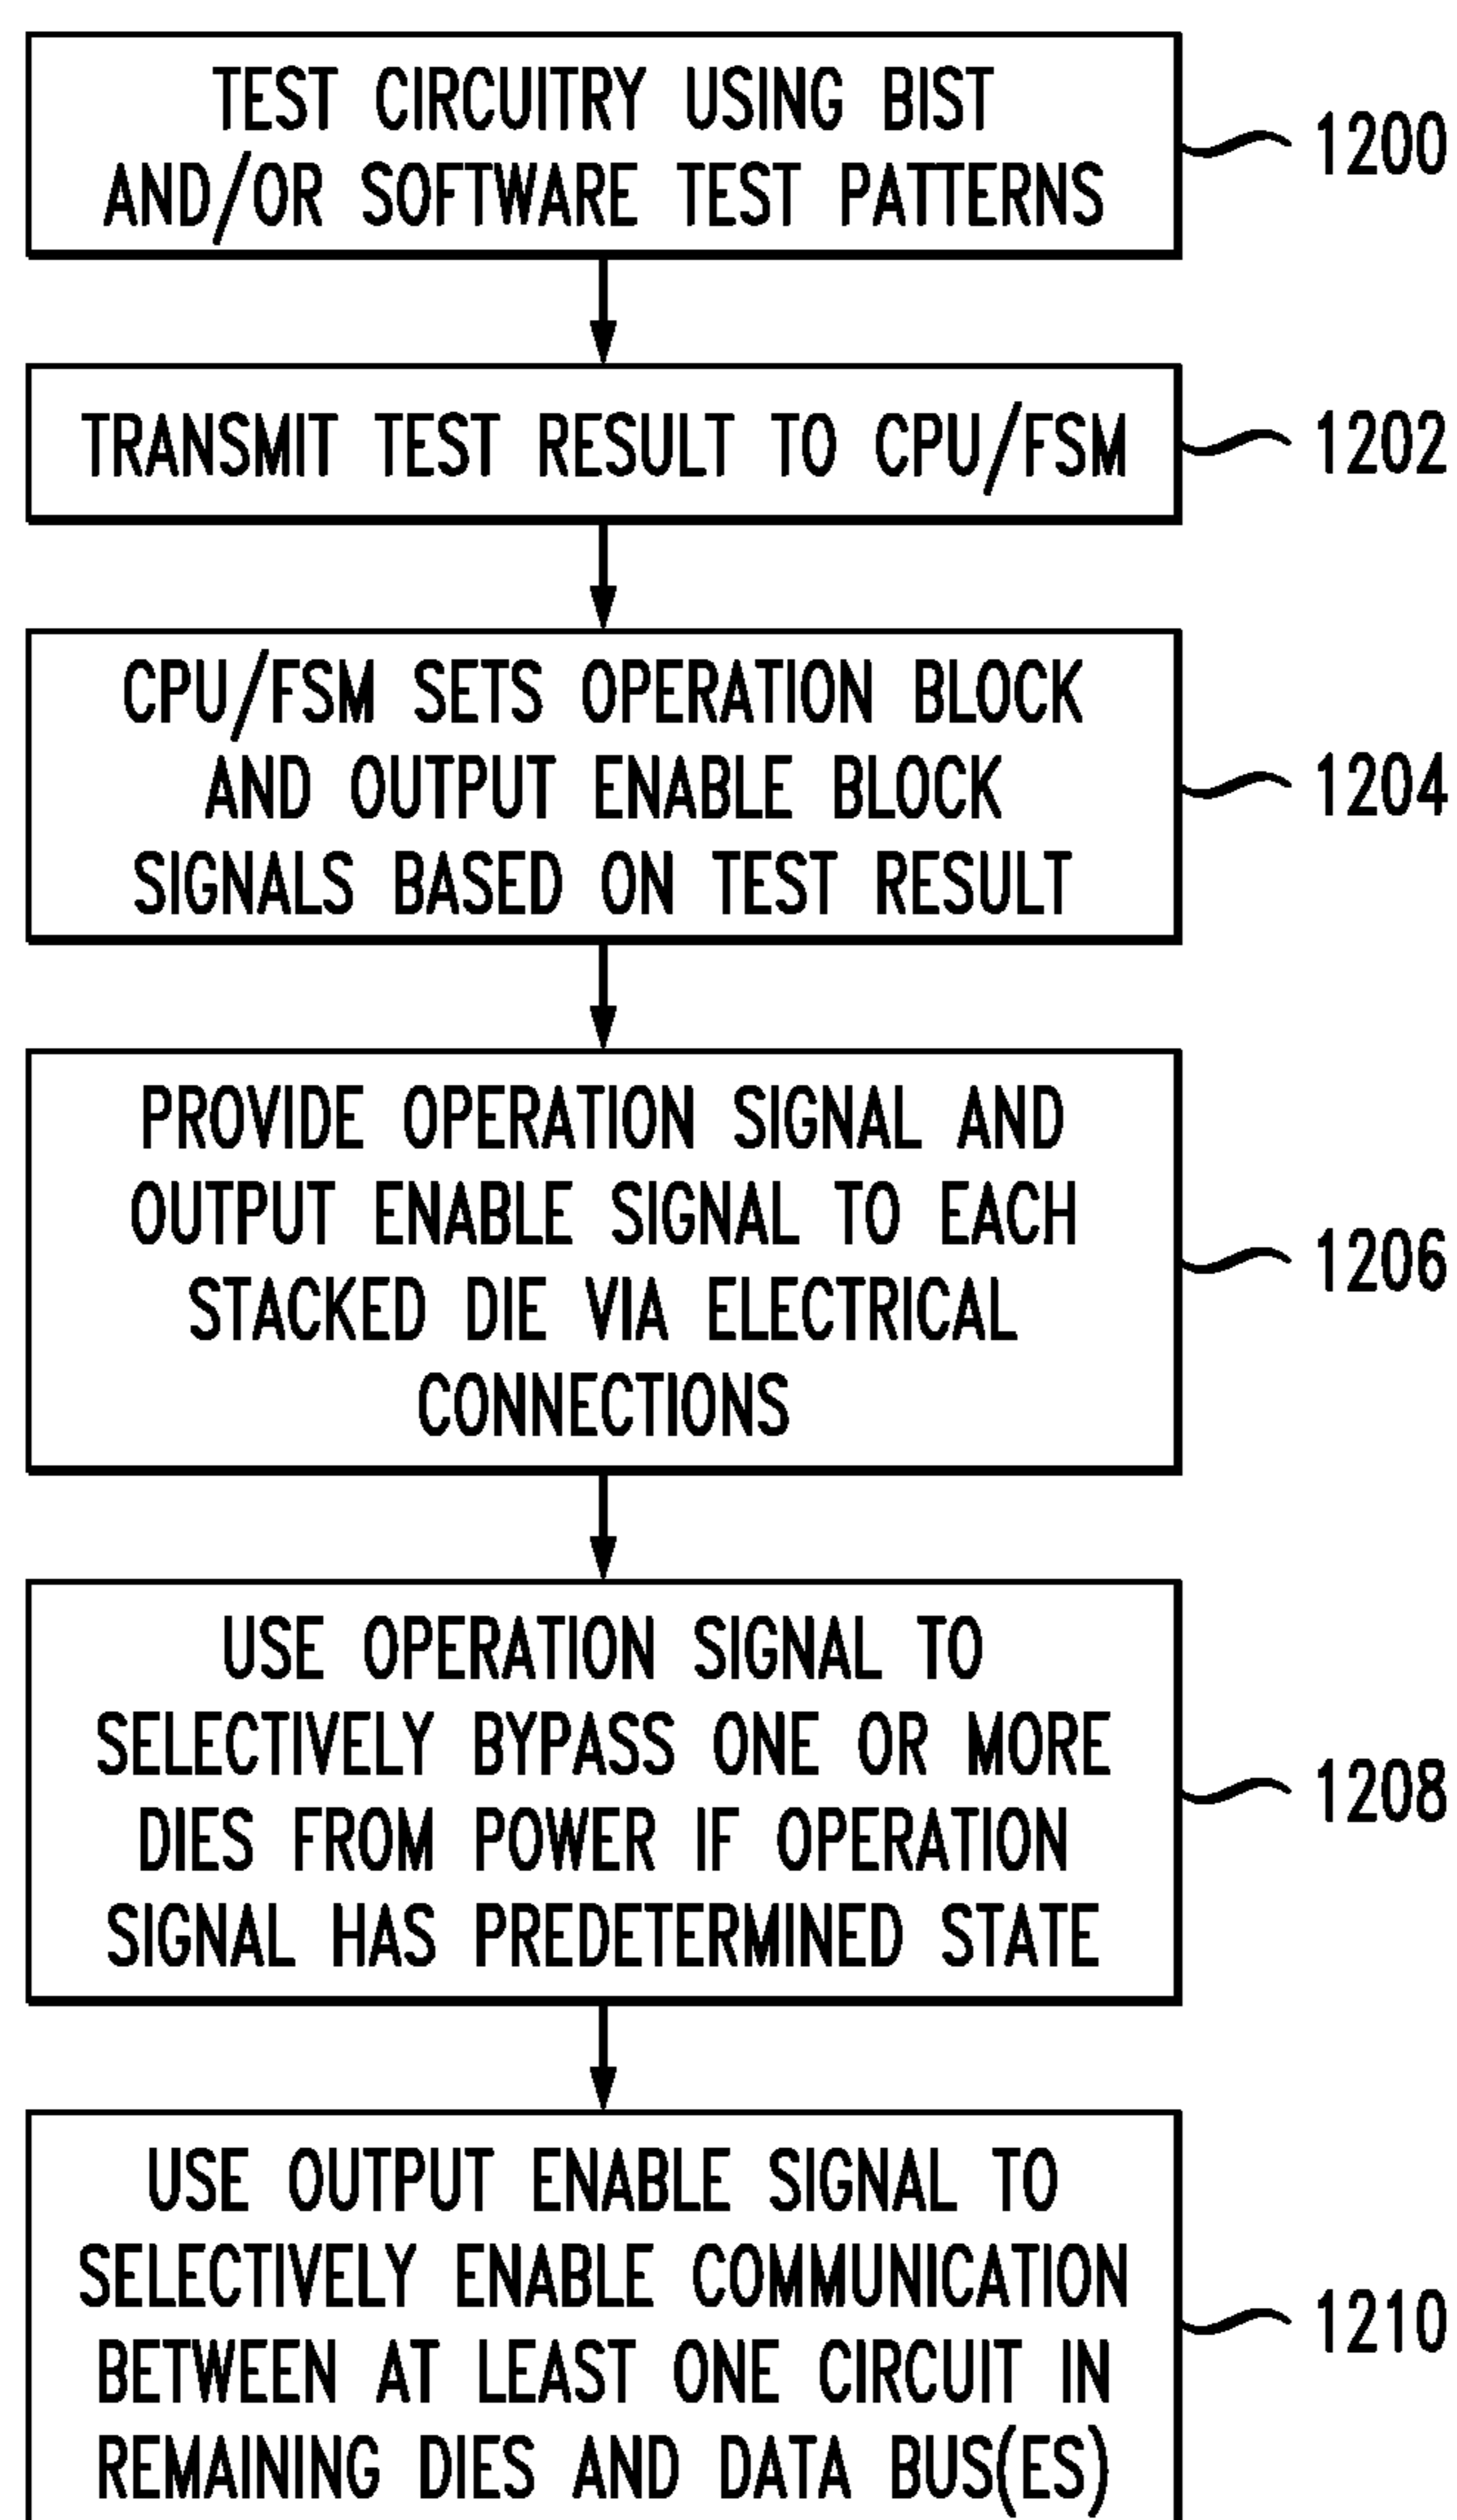 TEST CIRCUITRY USING BIST
AND/OR SOFTWARE TEST PATTERNS
1200
TRANSMIT TEST RESULT TO CPU/FSM
1202
CPU/FSM SETS OPERATION BLOCK
AND OUTPUT ENABLE BLOCK
SIGNALS BASED ON TEST RESULT
1204
PROVIDE OPERATION SIGNAL AND
OUTPUT ENABLE SIGNAL TO EACH
STACKED DIE VIA ELECTRICAL
CONNECTIONS
1206
USE OPERATION SIGNAL TO
SELECTIVELY BYPASS ONE OR MORE
DIES FROM POWER IF OPERATION
SIGNAL HAS PREDETERMINED STATE
1208
USE OUTPUT ENABLE SIGNAL TO
SELECTIVELY ENABLE COMMUNICATION
BETWEEN AT LEAST ONE CIRCUIT IN
REMAINING DIES AND DATA BUS(ES)
1210